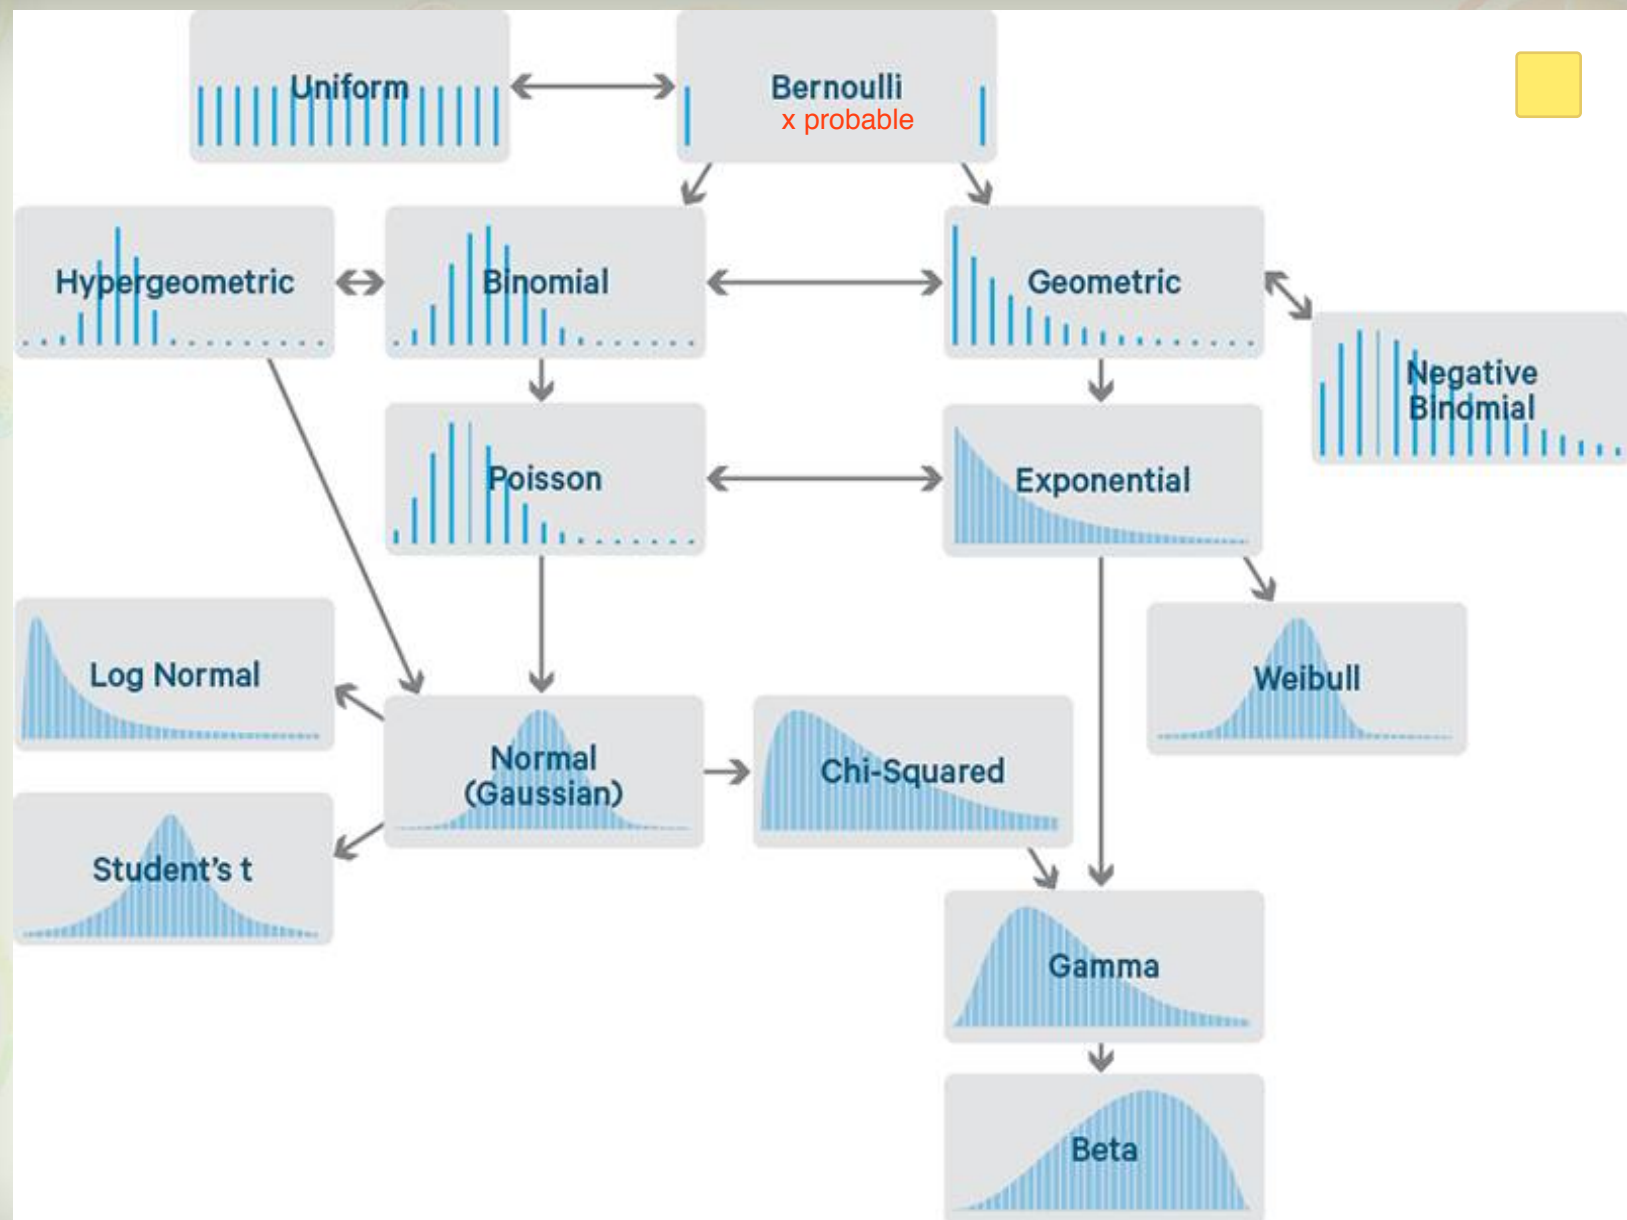 Uniform
Bernoulli
x probable
Hypergeometric
Binomial
Geometric
Negative
Binomial
Poisson
Exponential
Log Normal
Weibull
Normal
(Gaussian)
Chi-Squared
Student's t
Gamma
Beta